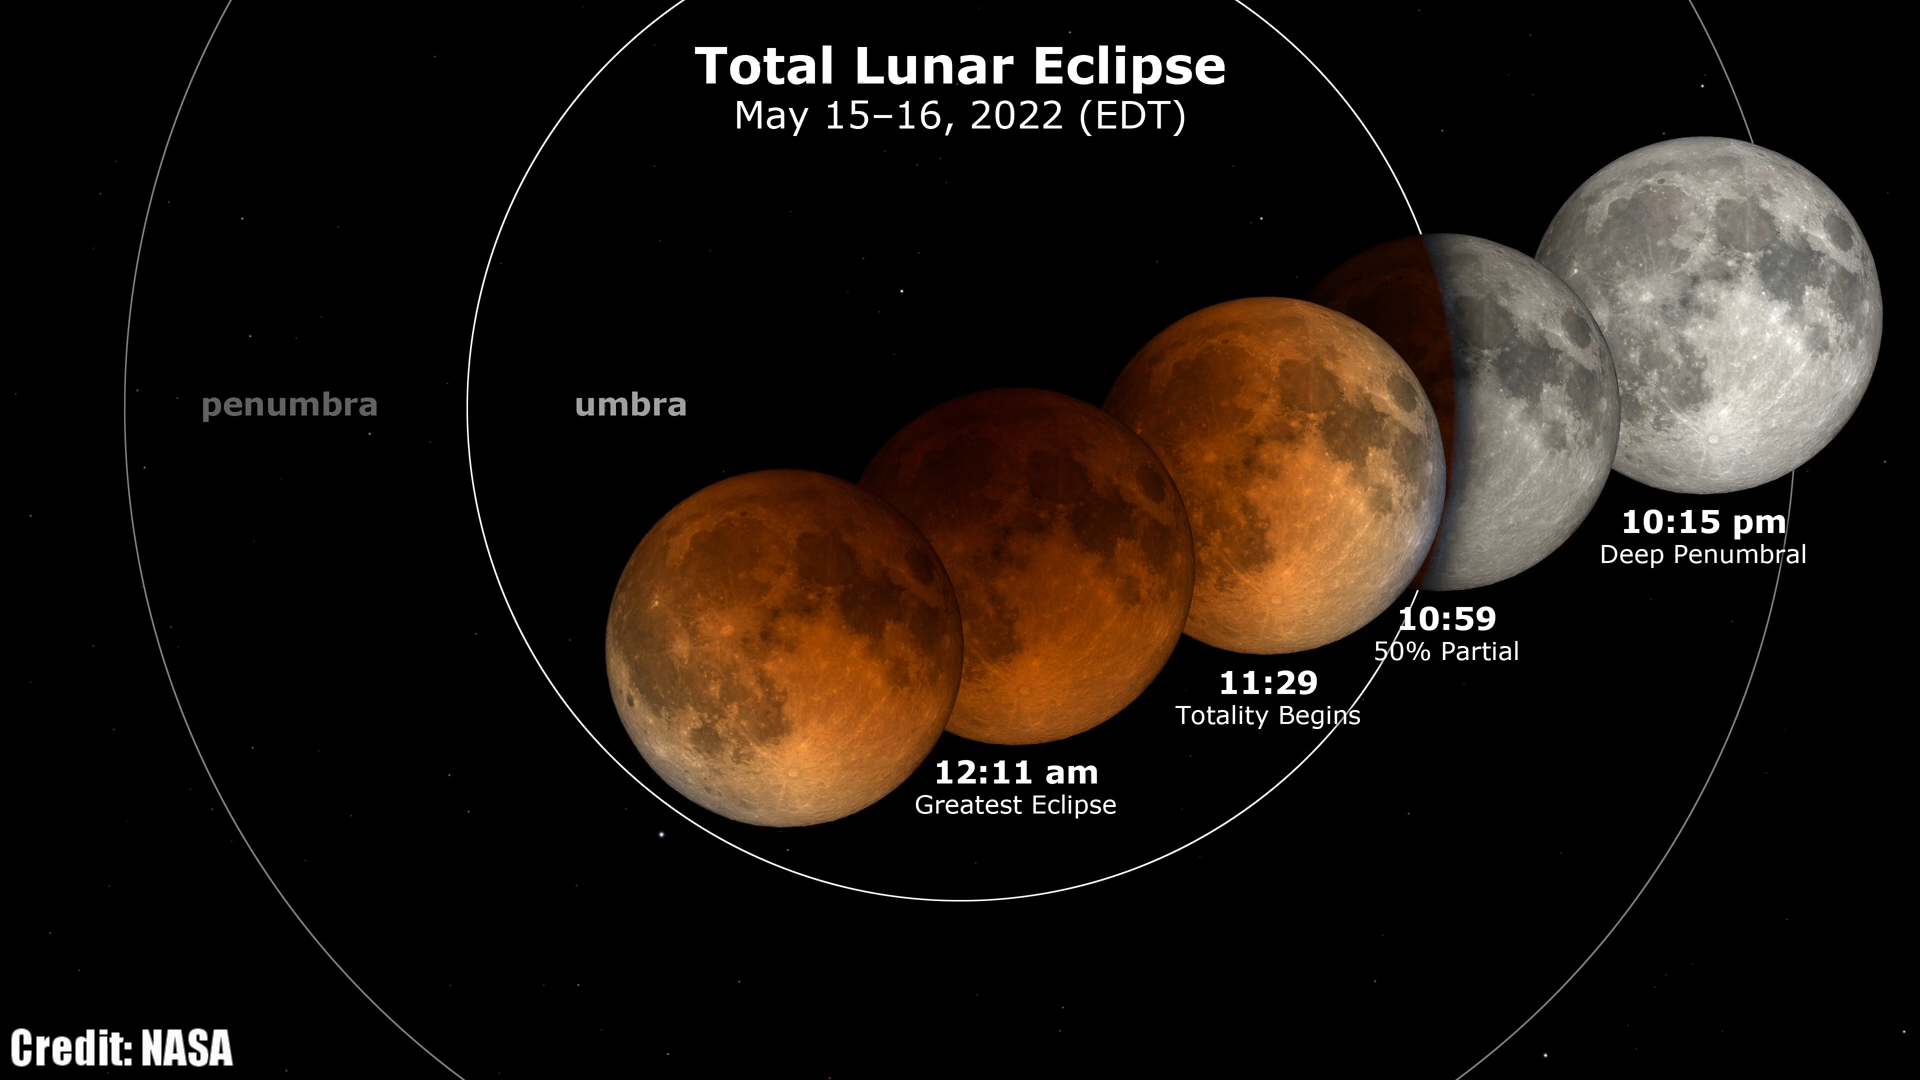 Total Lunar Eclipse
May 15–16, 2022 (EDT)
penumbra
umbra
10:15 pm
Deep Penumbral
10:59
50% Partial
11:29
Totality Begins
12:11 am
Greatest Eclipse
Credit: NASA